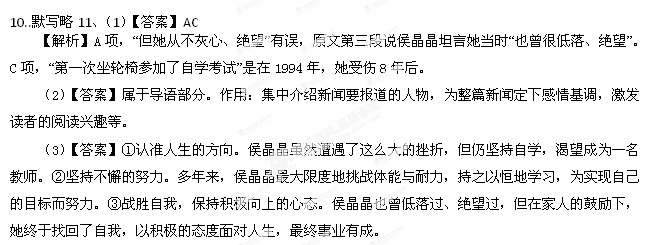 10..默写略 11、（1）【答案】AC
【解析】A 项，“但她从不灰心、绝望”有误，原文第三段说侯晶晶坦言她当时“也曾很低落、绝望”。
C 项，“第一次坐轮椅参加了自学考试”是在 1994 年，她受伤 8 年后。
（2）【答案】属于导语部分。作用：集中介绍新闻要报道的人物，为整篇新闻定下感情基调，激发
读者的阅读兴趣等。
（3）【答案】①认准人生的方向。侯晶晶虽然遭遇了这么大的挫折，但仍坚持自学，渴望成为一名
教师。②坚持不懈的努力。多年来，侯晶晶最大限度地挑战体能与耐力，持之以恒地学习，为实现自己
的目标而努力。③战胜自我，保持积极向上的心态。侯晶晶也曾低落过、绝望过，但在家人的鼓励下，
她终于找回了自我，以积极的态度面对人生，最终事业有成。